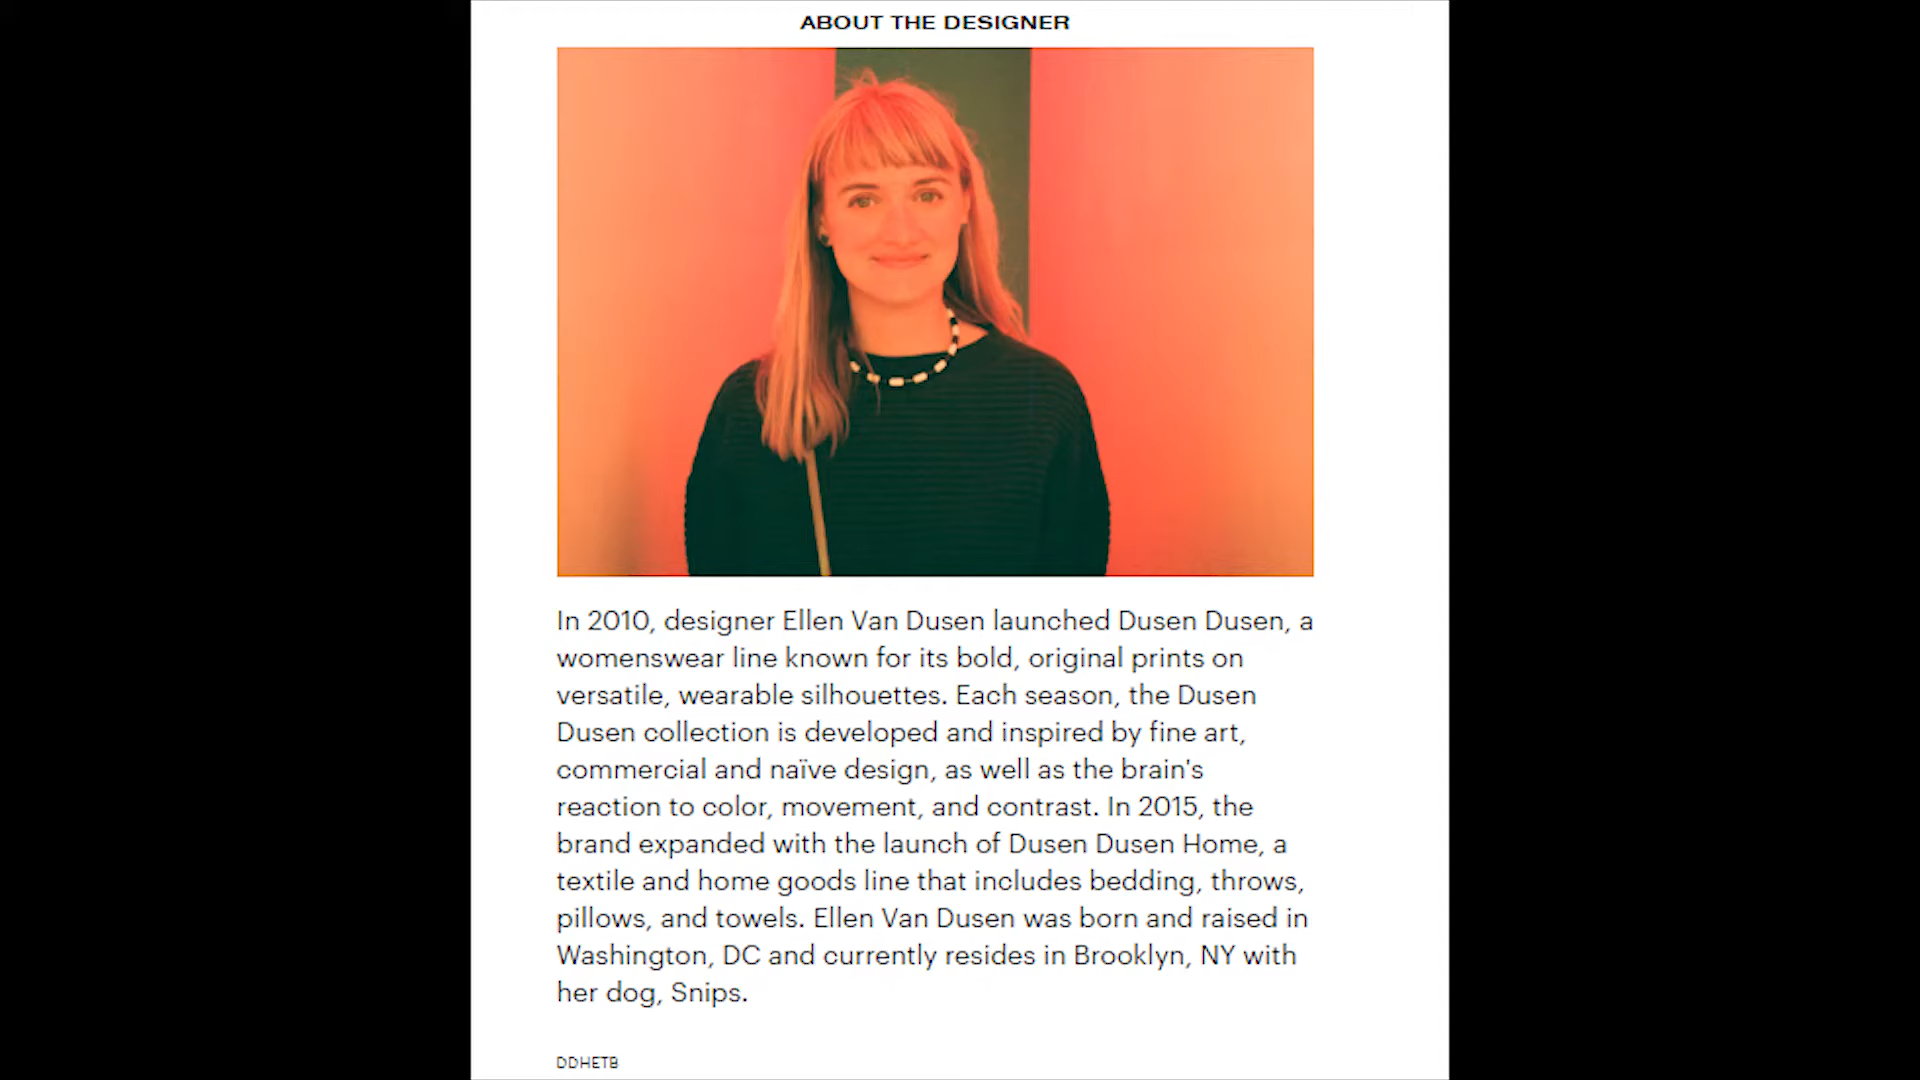 ABOUT THE DESIGNER
In 2010, designer Ellen Van Dusen launched Dusen Dusen, a
womenswear line known for its bold, original prints on
versatile, wearable silhouettes. Each season, the Dusen
Dusen collection is developed and inspired by fine art,
commercial and naïve design, as well as the brain's
reaction to color, movement, and contrast. In 2015, the
brand expanded with the launch of Dusen Dusen Home, a
textile and home goods line that includes bedding, throws,
pillows, and towels. Ellen Van Dusen was born and raised in
Washington, DC and currently resides in Brooklyn, NY with
her dog, Snips.
DDHETB